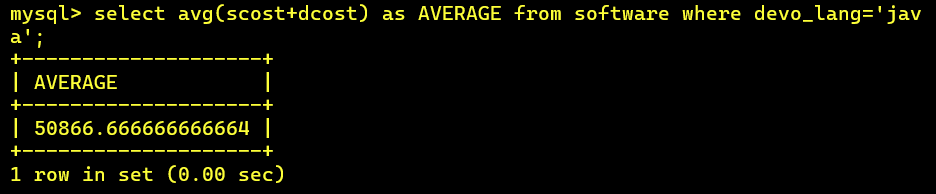 mysql> select avg(scost+dcost) as AVERAGE from software where devo_lang='jav
a';
+--------------------+
| AVERAGE            |
+--------------------+
| 50866.666666666664 |
+--------------------+
1 row in set (0.00 sec)